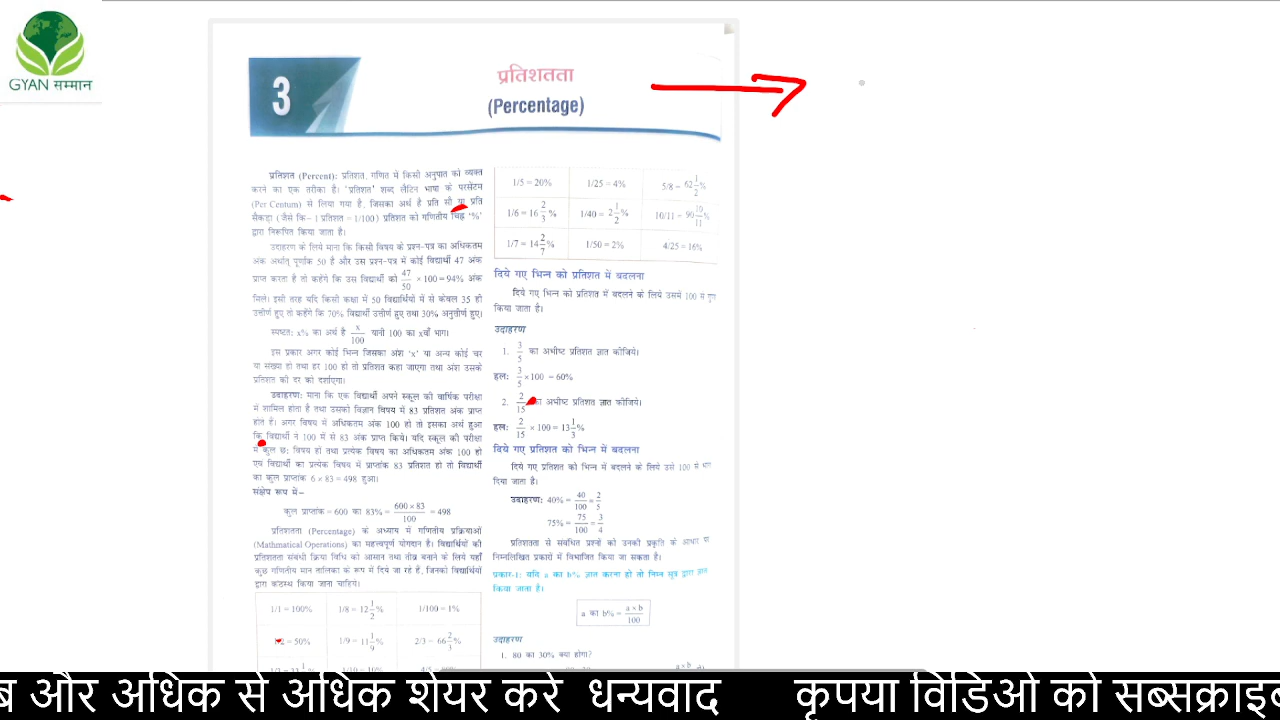 GYAN सम्मान
3
प्रतिशतता
(Percentage)
प्रतिशत (Percent): प्रतिशत, गणित में किसी अनुपात को व्यक्त
करने का एक तरीका है। 'प्रतिशत' शब्द लैटिन भाषा के परसेंटम
(Per Centum) से लिया गया है, जिसका अर्थ है प्रति सौ या प्रति
सैकड़ा (जैसे कि– 1 प्रतिशत = 1/100) प्रतिशत को गणितीय चिह्न '%'
द्वारा निरूपित किया जाता है।
उदाहरण के लिये माना कि किसी विषय के प्रश्न-पत्र का अधिकतम
अंक अर्थात् पूर्णांक 50 है और उस प्रश्न-पत्र में कोई विद्यार्थी 47 अंक
प्राप्त करता है तो कहेंगे कि उस विद्यार्थी को 47/50 × 100 = 94% अंक
मिले। इसी तरह यदि किसी कक्षा में 50 विद्यार्थियों में से केवल 35 ही
उत्तीर्ण हुए तो कहेंगे कि 70% विद्यार्थी उत्तीर्ण हुए तथा 30% अनुत्तीर्ण हुए।
स्पष्टत: x% का अर्थ है x/100 यानी 100 का xवाँ भाग।
इस प्रकार अगर कोई भिन्न जिसका अंश 'x' या अन्य कोई चर
या संख्या हो तथा हर 100 हो तो प्रतिशत कहा जाएगा तथा अंश उसके
प्रतिशत की दर को दर्शाएगा।
उदाहरण: माना कि एक विद्यार्थी अपने स्कूल की वार्षिक परीक्षा
में शामिल होता है तथा उसको विज्ञान विषय में 83 प्रतिशत अंक प्राप्त
होते हैं। अगर विषय में अधिकतम अंक 100 हो तो इसका अर्थ हुआ
कि विद्यार्थी ने 100 में से 83 अंक प्राप्त किये। यदि स्कूल की परीक्षा
में कुल छ: विषय हों तथा प्रत्येक विषय का अधिकतम अंक 100 हो
एवं विद्यार्थी का प्रत्येक विषय में प्राप्तांक 83 प्रतिशत हो तो विद्यार्थी
का कुल प्राप्तांक 6 × 83 = 498 हुआ।
संक्षेप रूप में–
कुल प्राप्तांक = 600 का 83% = 600 × 83/100 = 498
प्रतिशतता (Percentage) के अध्याय में गणितीय प्रक्रियाओं
(Mathmatical Operations) का महत्त्वपूर्ण योगदान है। विद्यार्थियों की
प्रतिशतता संबंधी क्रिया विधि को आसान तथा तीव्र बनाने के लिये यहाँ
कुछ गणितीय मान तालिका के रूप में दिये जा रहे हैं, जिनको विद्यार्थियों
द्वारा कंठस्थ किया जाना चाहिये।
1/1 = 100% 1/8 = 12 1/2% 1/100 = 1%
1/2 = 50% 1/9 = 11 1/9% 2/3 = 66 2/3%
1/10 = 10%
1/5 = 20% 1/25 = 4% 5/8 = 62 1/2%
1/6 = 16 2/3% 1/40 = 2 1/2% 10/11 = 90 10/11%
1/7 = 14 2/7% 1/50 = 2% 4/25 = 16%
दिये गए भिन्न को प्रतिशत में बदलना
दिये गए भिन्न को प्रतिशत में बदलने के लिये उसमें 100 से
किया जाता है।
उदाहरण
1. 3/5 का अभीष्ट प्रतिशत ज्ञात कीजिये।
हल: 3/5 × 100 = 60%
2. 2/15 का अभीष्ट प्रतिशत ज्ञात कीजिये।
हल: 2/15 × 100 = 13 1/3%
दिये गए प्रतिशत को भिन्न में बदलना
दिये गए प्रतिशत को भिन्न में बदलने के लिये उसे 100 से भाग
दिया जाता है।
उदाहरण: 40% = 40/100 = 2/5
75% = 75/100 = 3/4
प्रतिशतता से संबंधित प्रश्नों को उनकी प्रकृति के आधार पर
निम्नलिखित प्रकारों में विभाजित किया जा सकता है।
प्रकार-1: यदि a का b% ज्ञात करना हो तो निम्न सूत्र द्वारा ज्ञात
किया जाता है।
a का b% = a × b/100
उदाहरण
1. 80 का 30% क्या होगा?
और अधिक से अधिक शेयर करें धन्यवाद कृपया विडिओ को सब्सक्राइब